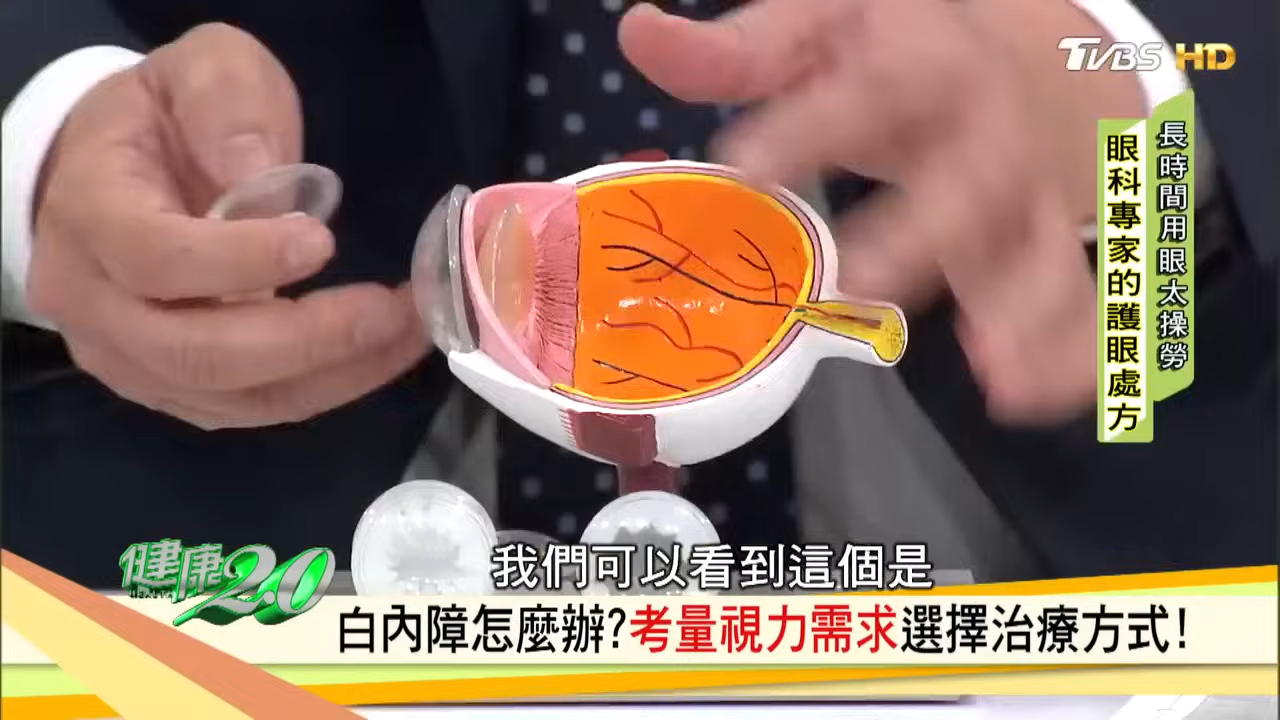 TVBS HD
長時間用眼太操勞
眼科專家的護眼處方
我們可以看到這個是
健康2.0
白內障怎麼辦?考量視力需求選擇治療方式!